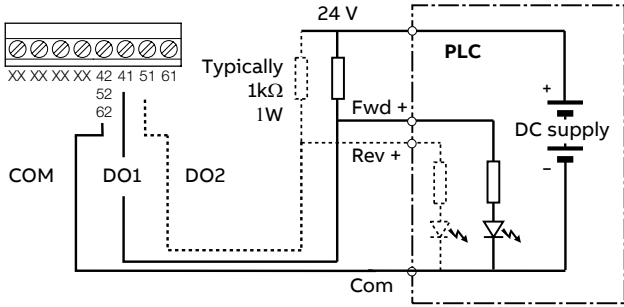 24 V
PLC
XX XX XX XX 42 41 51 61
52
62
Typically
1kΩ
1W
Fwd +
Rev +
+
DC supply
–
COM
DO1
DO2
Com